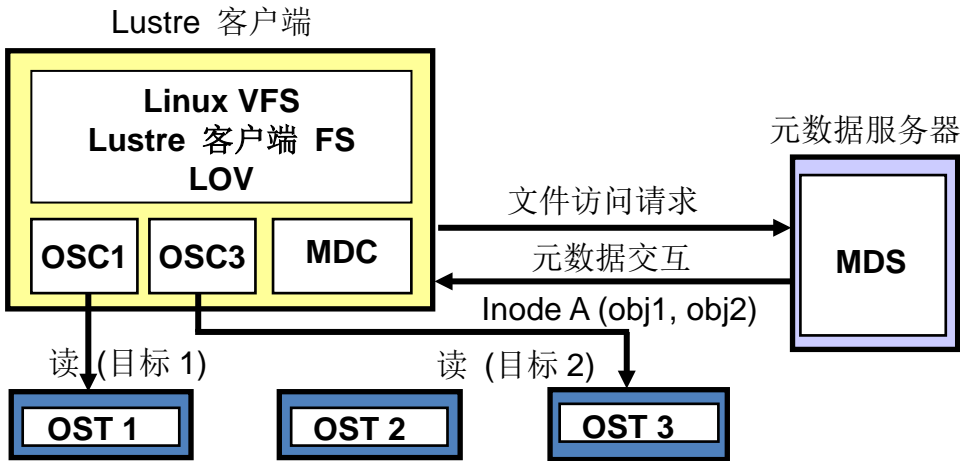 Lustre 客户端
Linux VFS
Lustre 客户端 FS
LOV
OSC1
OSC3
MDC
元数据服务器
MDS
文件访问请求
元数据交互
Inode A (obj1, obj2)
读 (目标 1)
读 (目标 2)
OST 1
OST 2
OST 3